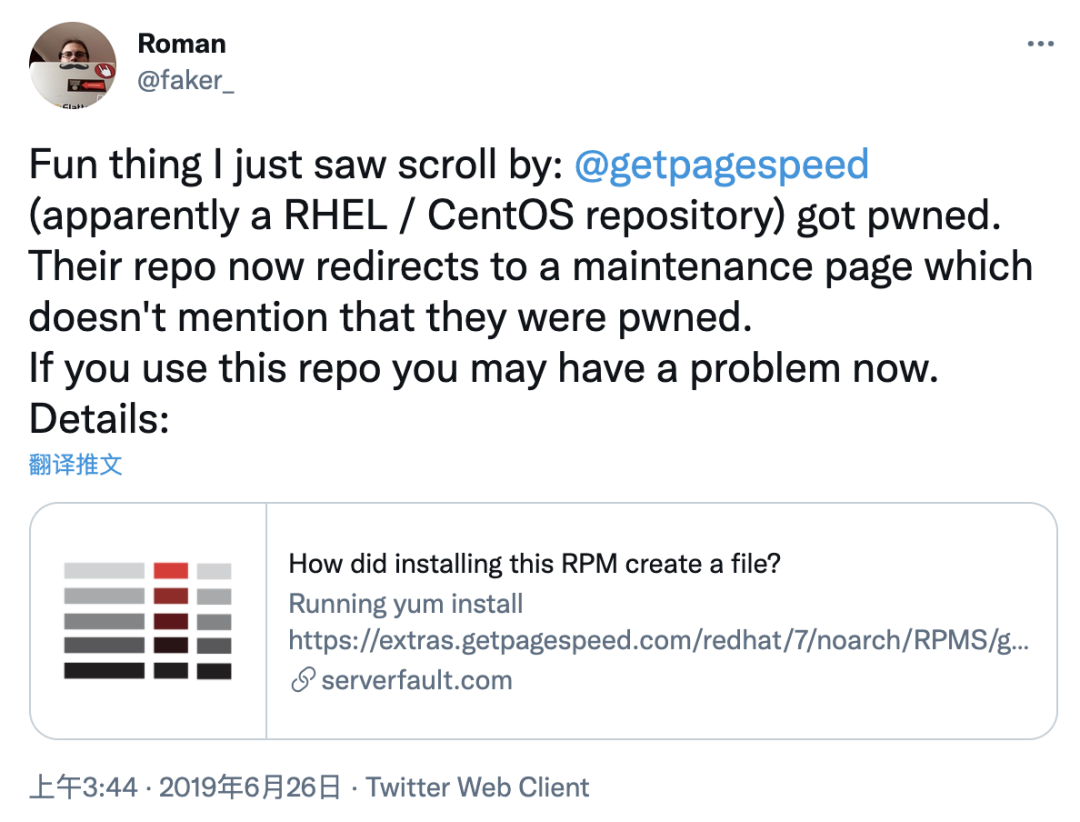 Roman
@faker_
Fun thing I just saw scroll by: @getpagespeed
(apparently a RHEL / CentOS repository) got pwned.
Their repo now redirects to a maintenance page which
doesn't mention that they were pwned.
If you use this repo you may have a problem now.
Details:
翻译推文
How did installing this RPM create a file?
Running yum install
https://extras.getpagespeed.com/redhat/7/noarch/RPMS/g...
serverfault.com
上午3:44 · 2019年6月26日 · Twitter Web Client